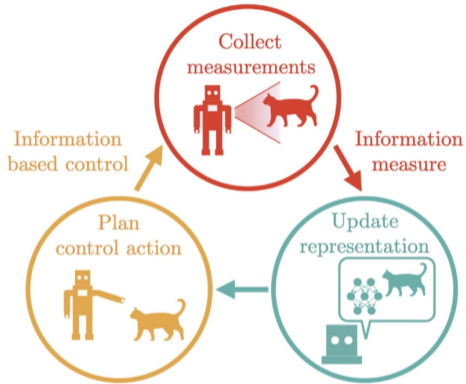 Collect
measurements
Information
based control
Information
measure
Plan
control action
Update
representation